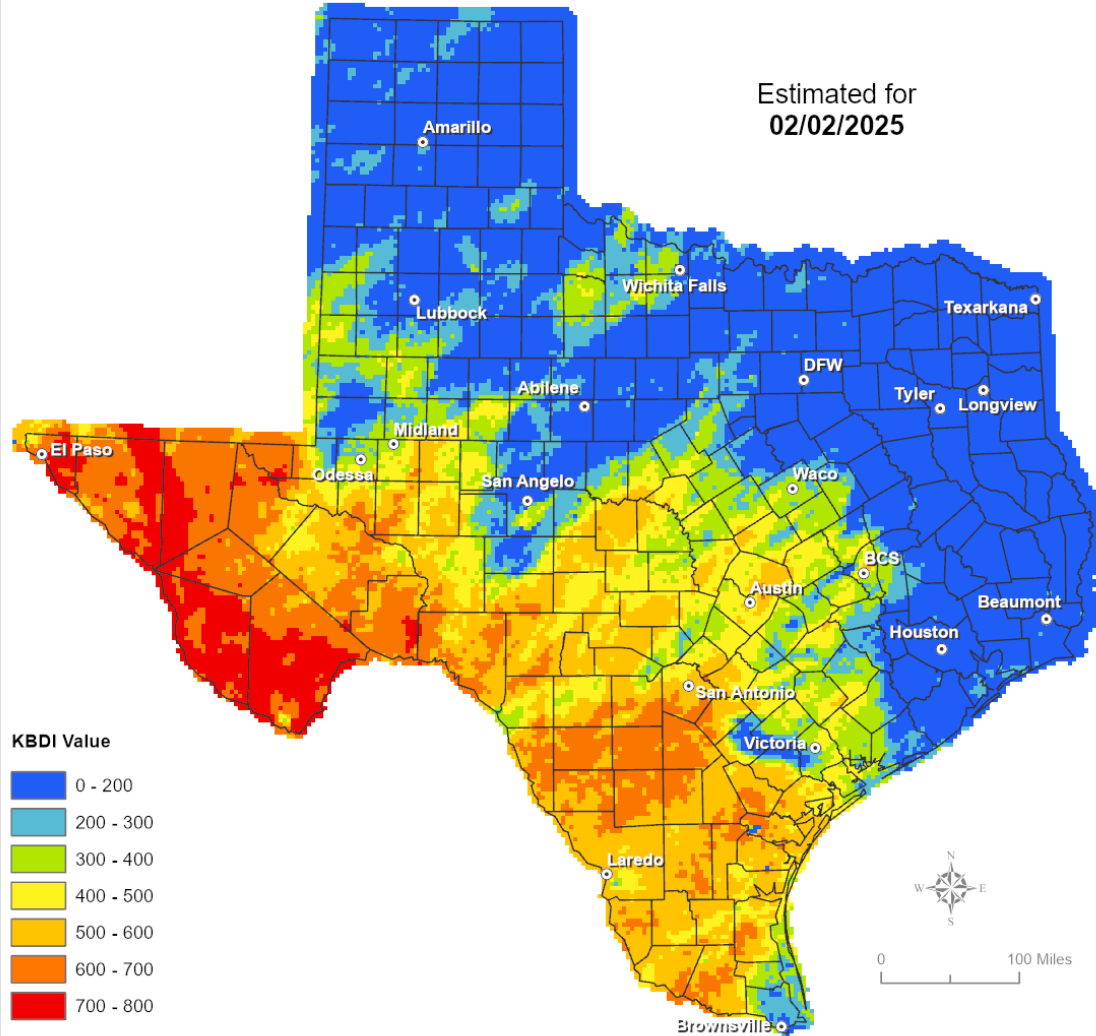 Estimated for
02/02/2025
Amarillo
Wichita Falls
Lubbock
Texarkana
DFW
Abilene
Tyler
Longview
Midland
El Paso
Odessa
San Angelo
Waco
BCS
Austin
Beaumont
Houston
San Antonio
Victoria
Laredo
Brownsville
KBDI Value
0 - 200
200 - 300
300 - 400
400 - 500
500 - 600
600 - 700
700 - 800
N
W E
S
0 100 Miles